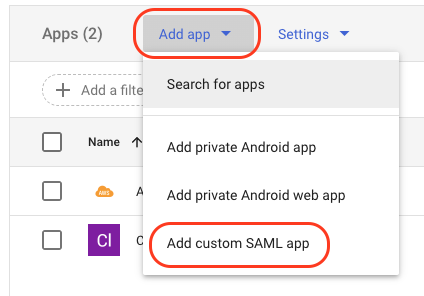 Apps (2) Add app Settings
Search for apps
Add a filte
Name
Add private Android app
Add private Android web app
aws A
Add custom SAML app
Cl C